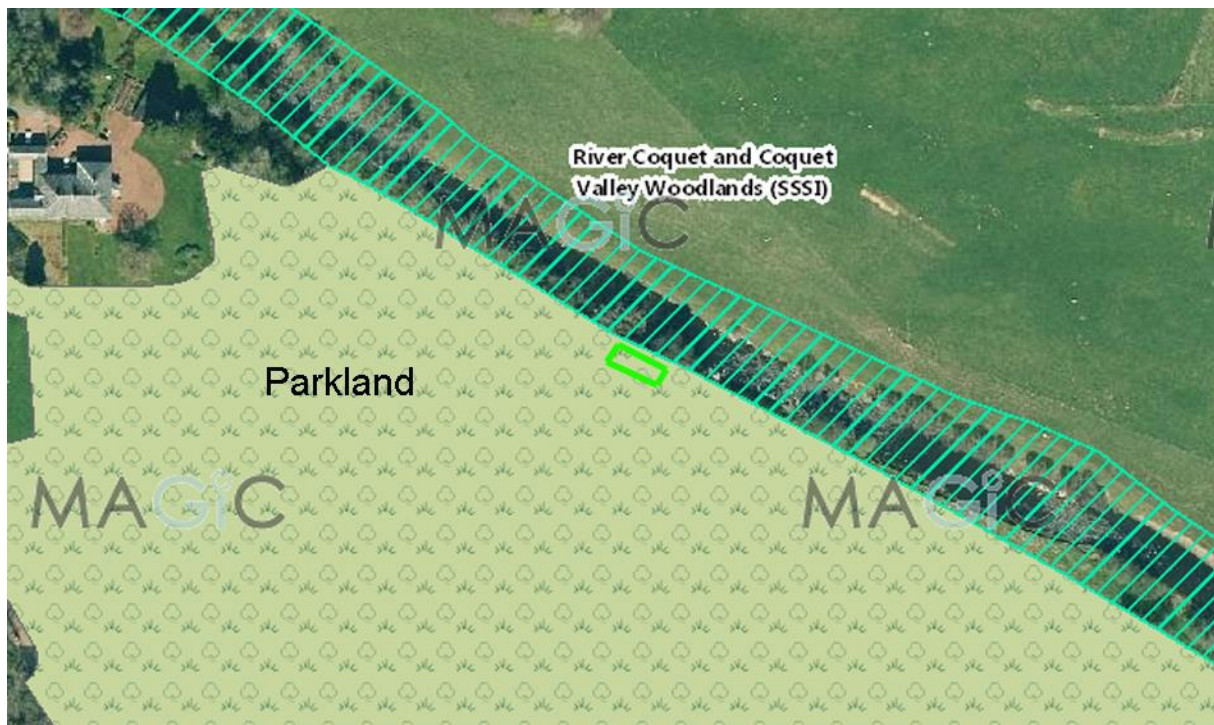 River Coquet and Coquet
Valley Woodlands (SSSI)
MAGiC
Parkland
MAGiC
MAGiC